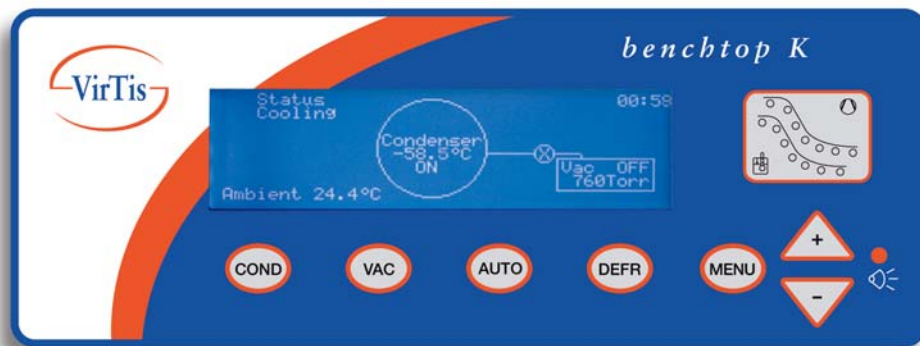 benchtop K
VirTis
Status
Cooling
00:58
Condenser
-58.5°C
ON
Vac OFF
760Torr
Ambient 24.4°C
COND
VAC
AUTO
DEFR
MENU
+
-